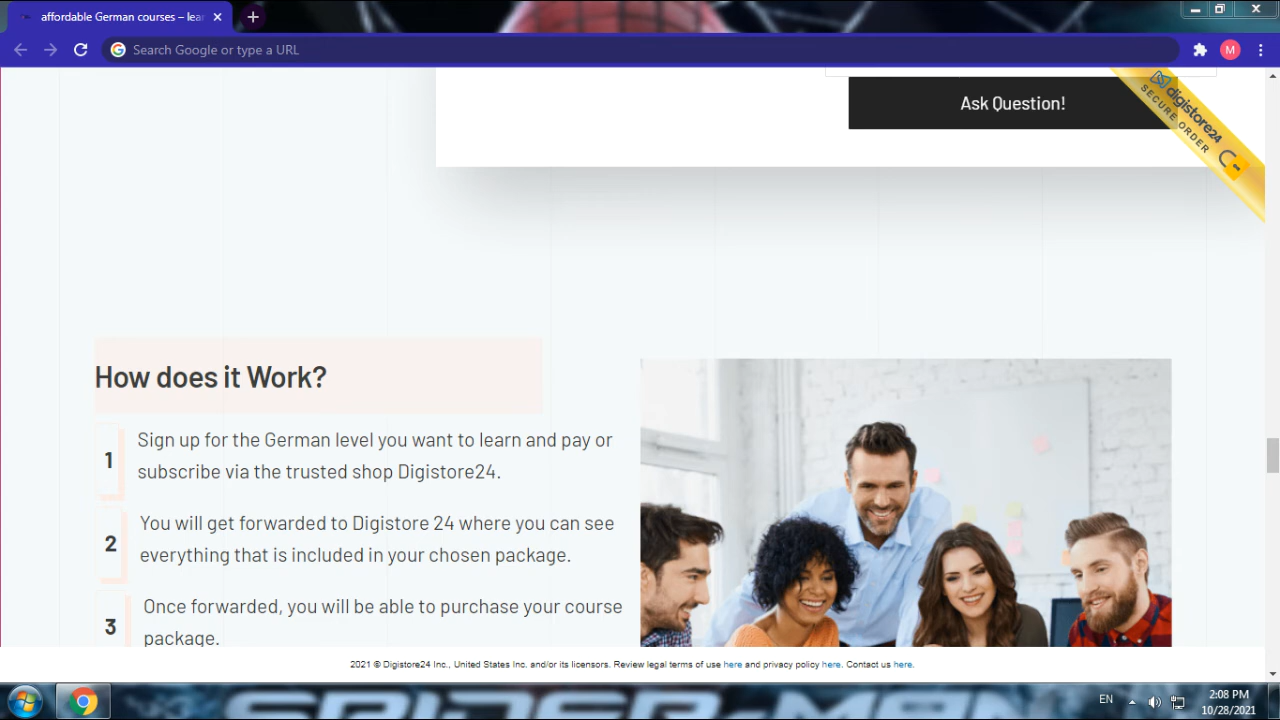 affordable German courses – lear
Search Google or type a URL
M
Ask Question!
digistore24
SECURE ORDER
How does it Work?
1
Sign up for the German level you want to learn and pay or
subscribe via the trusted shop Digistore24.
2
You will get forwarded to Digistore 24 where you can see
everything that is included in your chosen package.
3
Once forwarded, you will be able to purchase your course
package.
2021 © Digistore24 Inc., United States Inc. and/or its licensors. Review legal terms of use here and privacy policy here. Contact us here.
SPIDER-MAN
EN
2:08 PM
10/28/2021